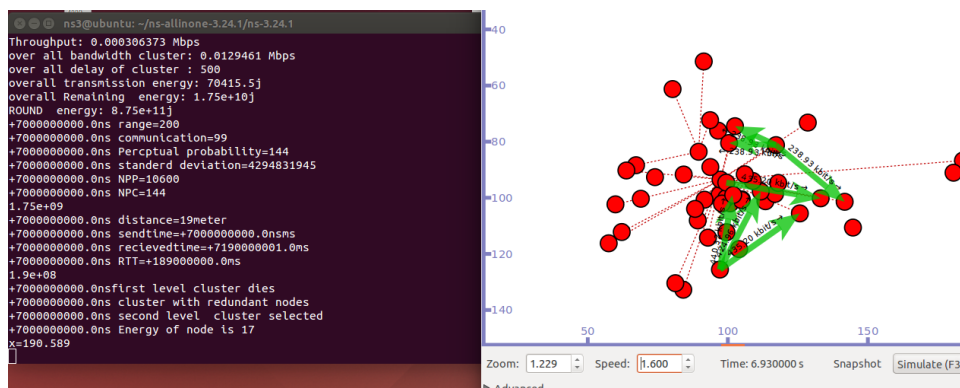 ns3@ubuntu: ~/ns-allinone-3.24.1/ns-3.24.1
Throughput: 0.000306373 Mbps
over all bandwidth cluster: 0.0129461 Mbps
over all delay of cluster : 500
overall transmission energy: 70415.5j
overall Remaining  energy: 1.75e+10j
ROUND  energy: 8.75e+11j
+7000000000.0ns range=200
+7000000000.0ns communication=99
+7000000000.0ns Percptual probability=144
+7000000000.0ns standerd deviation=4294831945
+7000000000.0ns NPP=10600
+7000000000.0ns NPC=144
1.75e+09
+7000000000.0ns distance=19meter
+7000000000.0ns sendtime=+7000000000.0nsms
+7000000000.0ns recievedtime=+7190000001.0ms
+7000000000.0ns RTT=+189000000.0ms
1.9e+08
+7000000000.0nsfirst level cluster dies
+7000000000.0ns cluster with redundant nodes
+7000000000.0ns second level  cluster selected
+7000000000.0ns Energy of node is 17
x=190.589
40
60
80
100
120
140
238.93 kbit/s
435.20 kbit/s
50
100
150
Zoom: 1.229
Speed: 1.600
Time: 6.930000 s
Snapshot
Simulate (F3
Advanced